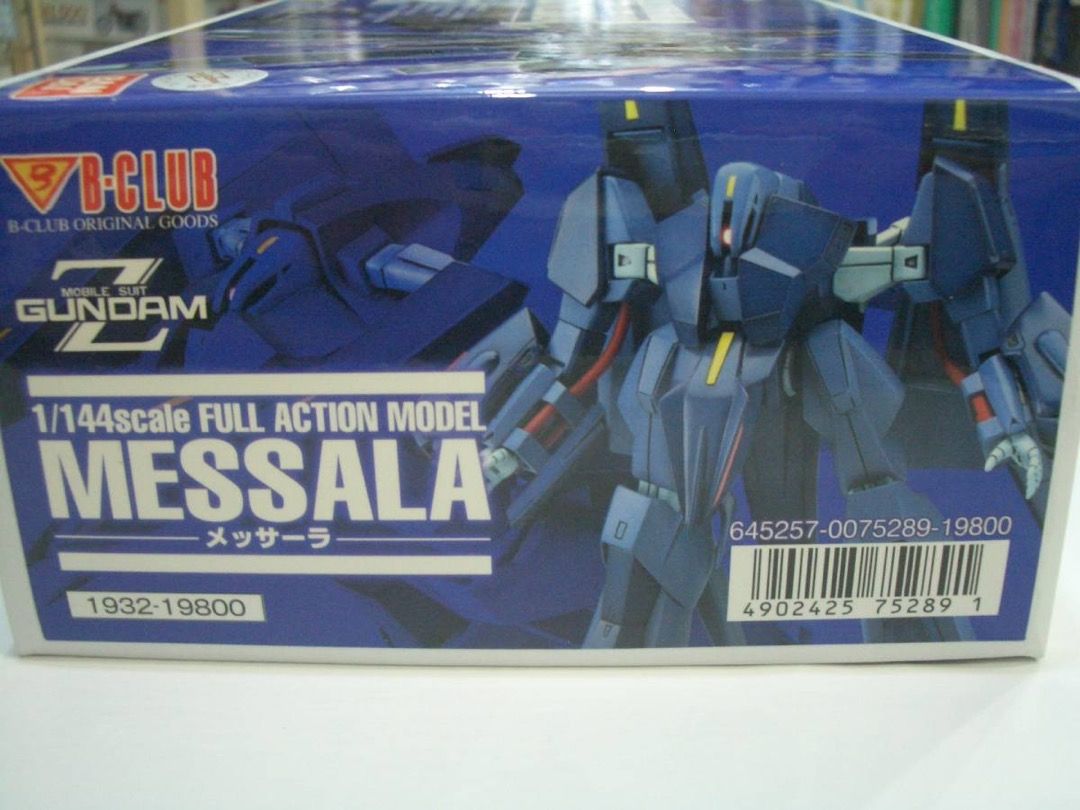 B-CLUB
B-CLUB ORIGINAL GOODS
MOBILE SUIT
Z GUNDAM
1/144scale FULL ACTION MODEL
MESSALA
メッサーラ
1932-19800
645257-0075289-19800
4902425 75289 1